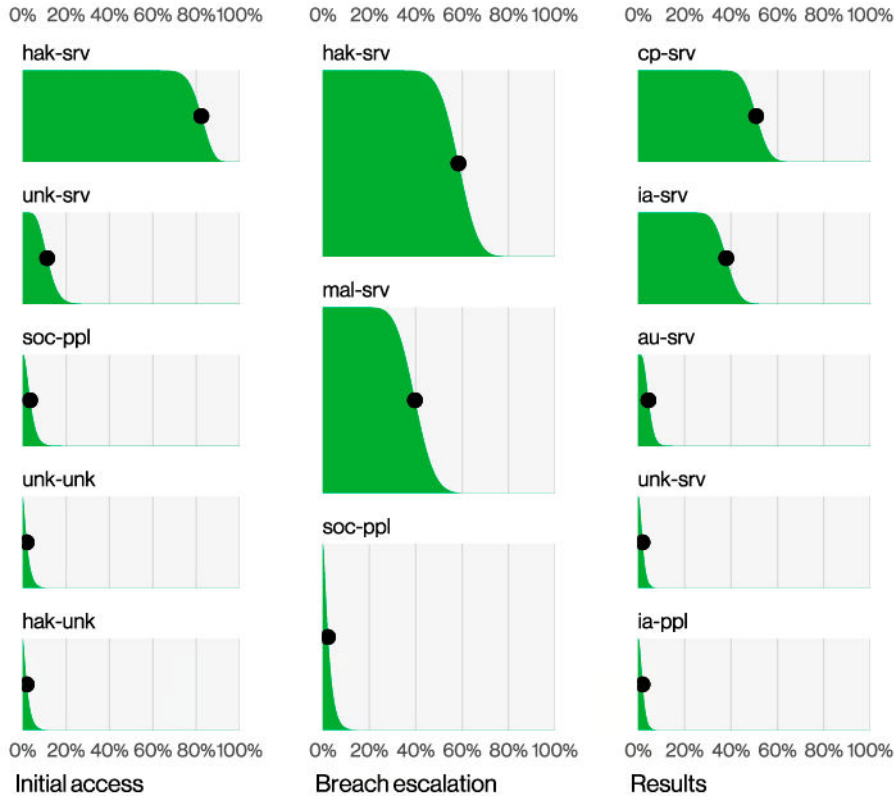 0% 20% 40% 60% 80% 100%
hak-srv
unk-srv
soc-ppl
unk-unk
hak-unk
0% 20% 40% 60% 80% 100%
Initial access
0% 20% 40% 60% 80% 100%
hak-srv
mal-srv
soc-ppl
0% 20% 40% 60% 80% 100%
Breach escalation
0% 20% 40% 60% 80% 100%
cp-srv
ia-srv
au-srv
unk-srv
ia-ppl
0% 20% 40% 60% 80% 100%
Results